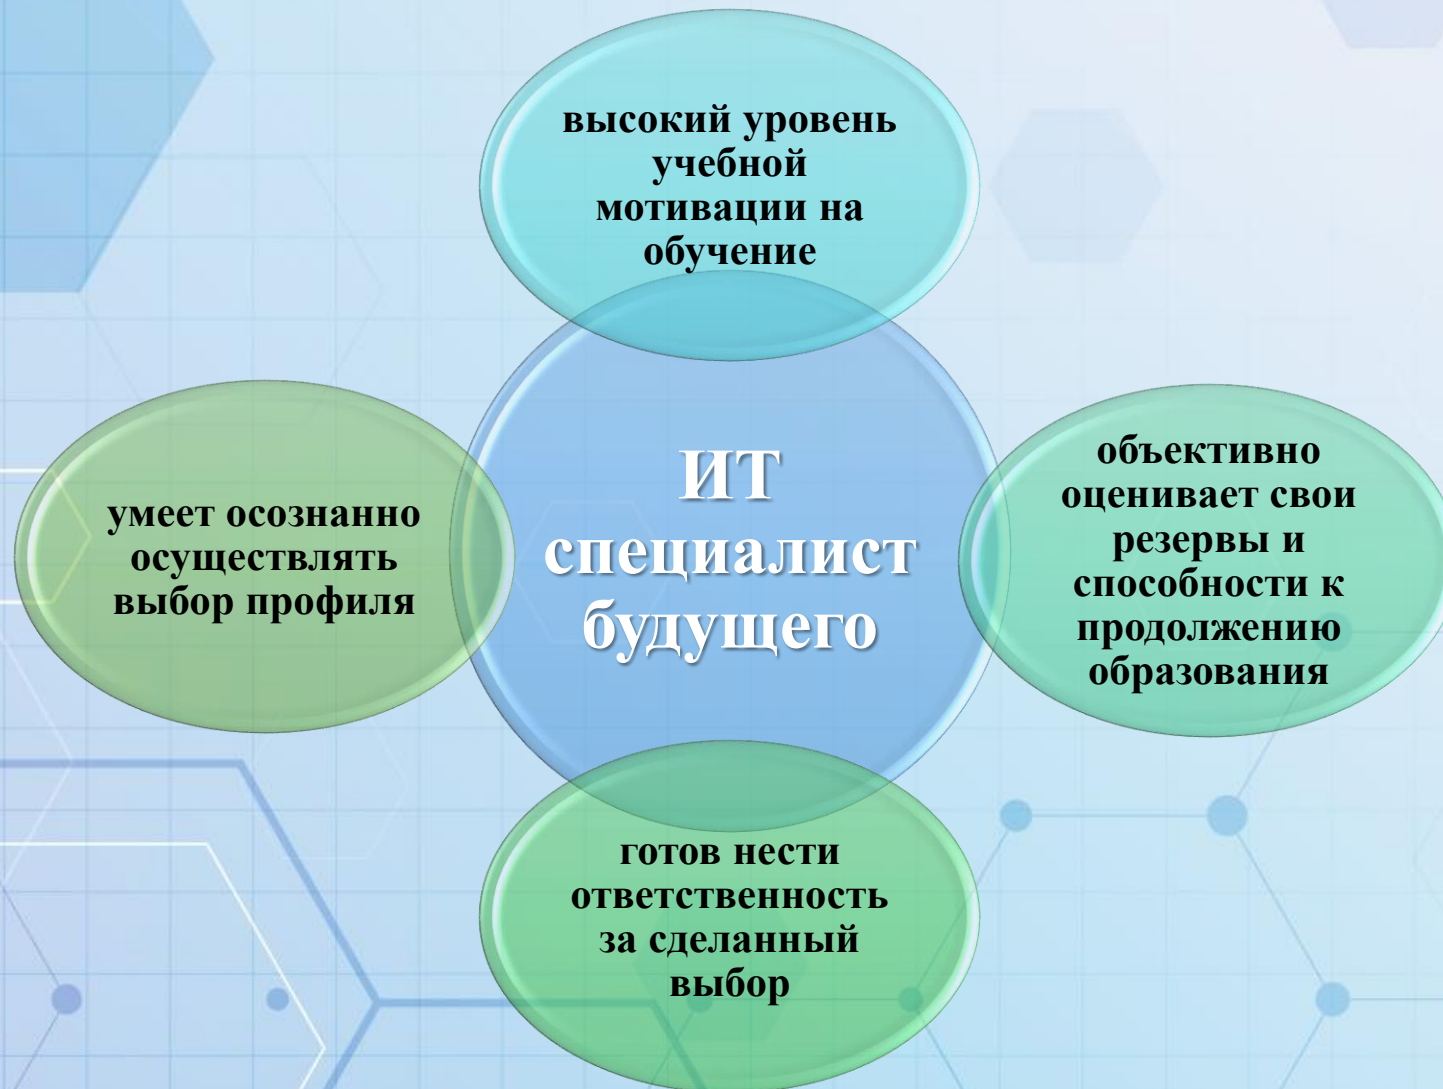 высокий уровень
учебной
мотивации на
обучение
ИТ
специалист
будущего
объективно
оценивает свои
резервы и
способности к
продолжению
образования
готов нести
ответственность
за сделанный
выбор
умеет осознанно
осуществлять
выбор профиля